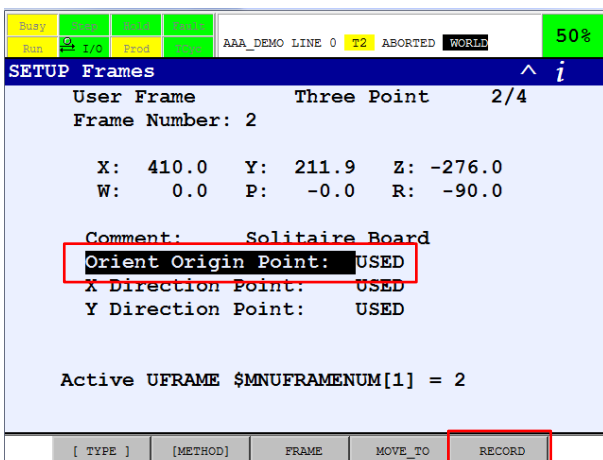 Busy Step Hold Fault
Run I/O Prod TCyc
AAA_DEMO LINE 0 T2 ABORTED WORLD
50%
SETUP Frames ^ i
User Frame Three Point 2/4
Frame Number: 2
X: 410.0 Y: 211.9 Z: -276.0
W: 0.0 P: -0.0 R: -90.0
Comment: Solitaire Board
Orient Origin Point: USED
X Direction Point: USED
Y Direction Point: USED
Active UFRAME $MNUFRAMENUM[1] = 2
[ TYPE ] [METHOD] FRAME MOVE_TO RECORD